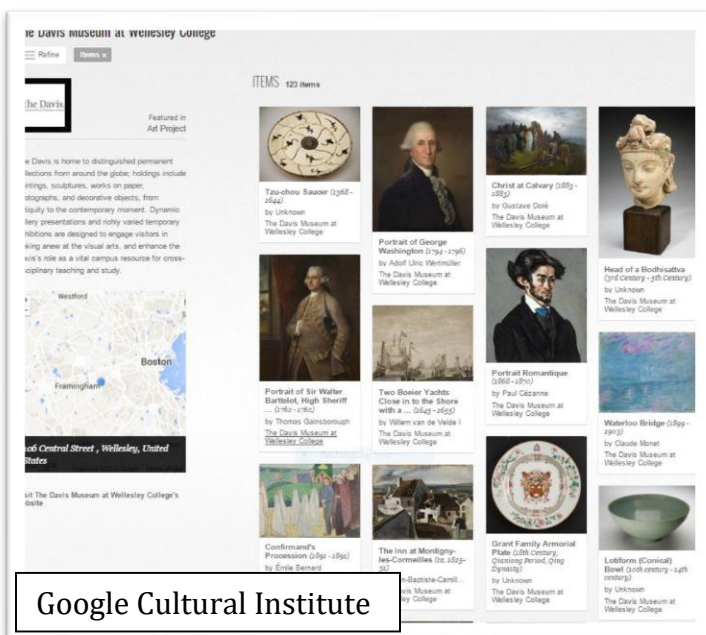 he Davis Museum at Wellesley College
Refine
Items x
the Davis.
Featured in
Art Project
e Davis is home to distinguished permanent
llections from around the globe; holdings include
intings, sculptures, works on paper,
otographs, and decorative objects, from
tiquity to the contemporary moment. Dynamic
llery presentations and richly varied temporary
hibitions are designed to engage visitors in
king anew at the visual arts, and enhance the
vis's role as a vital campus resource for cross-
ciplinary teaching and study.
Westford
Boston
Framingham
106 Central Street , Wellesley, United
States
sit The Davis Museum at Wellesley College's
ebsite
ITEMS 123 items
Tzu-chou Saucer (1368 -
1644)
by Unknown
The Davis Museum at
Wellesley College
Portrait of Sir Walter
Barttelot, High Sheriff
... (1762 - 1762)
by Thomas Gainsborough
The Davis Museum at
Wellesley College
Confirmand's
Procession (1891 - 1892)
by Émile Bernard
Portrait of George
Washington (1794 - 1796)
by Adolf Ulric Wertmüller
The Davis Museum at
Wellesley College
Two Boeier Yachts
Close in to the Shore
with a ... (1645 - 1655)
by Willem van de Velde I
The Davis Museum at
Wellesley College
The Inn at Montigny-
les-Cormeilles (ca. 1825-
31)
n-Baptiste-Camill...
vis Museum at
ey College
Christ at Calvary (1883 -
1883)
by Gustave Doré
The Davis Museum at
Wellesley College
Portrait Romantique
(1868 - 1870)
by Paul Cézanne
The Davis Museum at
Wellesley College
Grant Family Armorial
Plate (18th Century,
Qianlong Period, Qing
Dynasty)
by Unknown
The Davis Museum at
Wellesley College
Head of a Bodhisattva
(3rd Century - 5th Century)
by Unknown
The Davis Museum at
Wellesley College
Waterloo Bridge (1899 -
1903)
by Claude Monet
The Davis Museum at
Wellesley College
Lotiform (Conical)
Bowl (10th century - 14th
century)
by Unknown
The Davis Museum at
Wellesley College
Google Cultural Institute